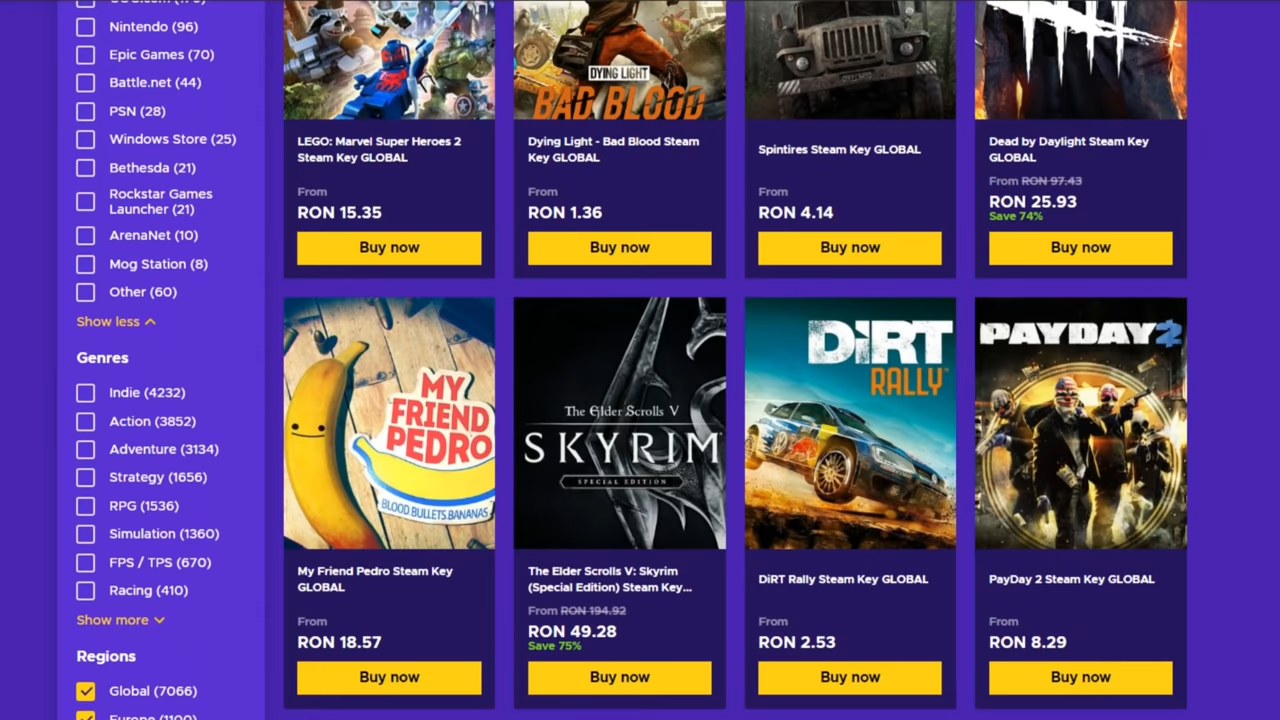 Nintendo (96)
Epic Games (70)
Battle.net (44)
PSN (28)
Windows Store (25)
Bethesda (21)
Rockstar Games
Launcher (21)
ArenaNet (10)
Mog Station (8)
Other (60)
Show less
Genres
Indie (4232)
Action (3852)
Adventure (3134)
Strategy (1656)
RPG (1536)
Simulation (1360)
FPS / TPS (670)
Racing (410)
Show more
Regions
Global (7066)
Europe (1100)
LEGO: Marvel Super Heroes 2
Steam Key GLOBAL
From
RON 15.35
Buy now
DYING LIGHT
BAD BLOOD
Dying Light - Bad Blood Steam
Key GLOBAL
From
RON 1.36
Buy now
Spintires Steam Key GLOBAL
From
RON 4.14
Buy now
Dead by Daylight Steam Key
GLOBAL
From RON 97.43
RON 25.93
Save 74%
Buy now
MY
FRIEND
PEDRO
BLOOD BULLETS BANANAS
My Friend Pedro Steam Key
GLOBAL
From
RON 18.57
Buy now
The Elder Scrolls V
SKYRIM
SPECIAL EDITION
The Elder Scrolls V: Skyrim
(Special Edition) Steam Key...
From RON 194.92
RON 49.28
Save 75%
Buy now
DiRT
RALLY
DiRT Rally Steam Key GLOBAL
From
RON 2.53
Buy now
PAYDAY 2
PayDay 2 Steam Key GLOBAL
From
RON 8.29
Buy now